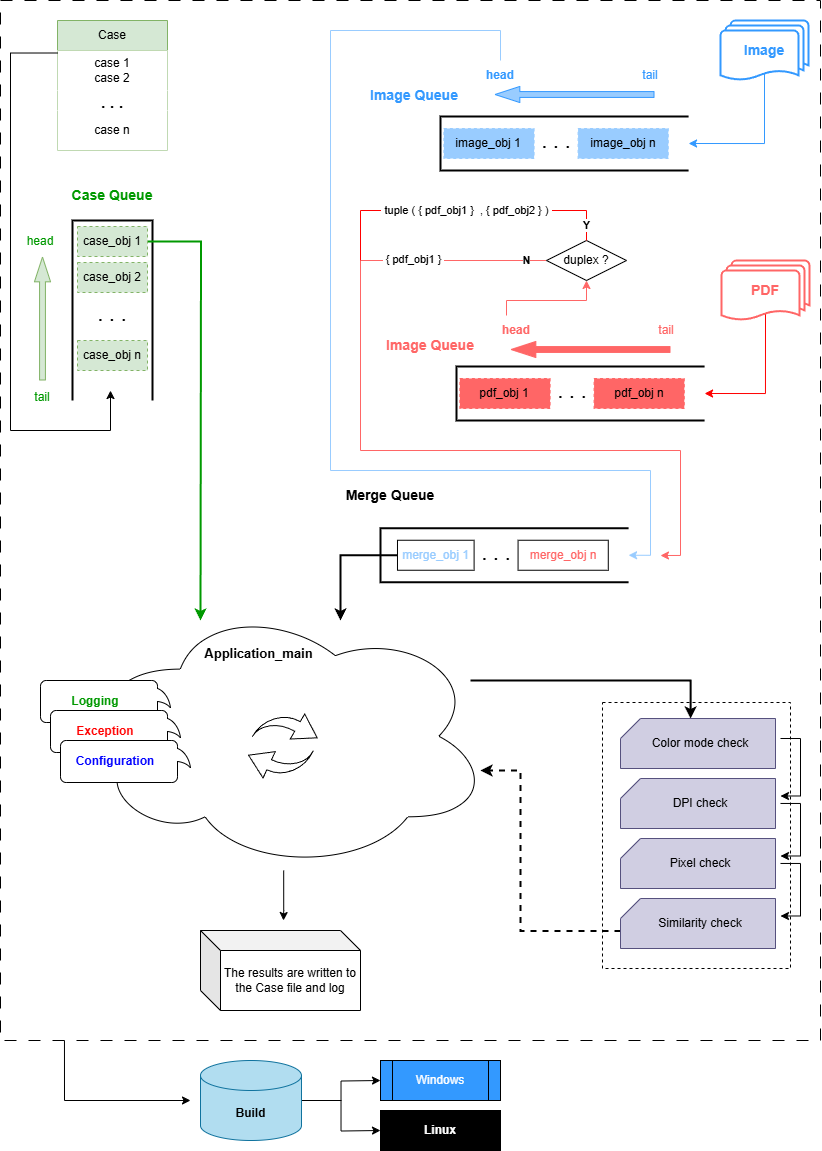 Case
case 1
case 2
. . .
case n
Image
head
tail
Image Queue
image_obj 1
. . .
image_obj n
Case Queue
head
case_obj 1
case_obj 2
. . .
case_obj n
tail
tuple ( { pdf_obj1 } , { pdf_obj2 } )
Y
{ pdf_obj1 }
N
duplex ?
PDF
head
tail
Image Queue
pdf_obj 1
. . .
pdf_obj n
Merge Queue
merge_obj 1
. . .
merge_obj n
Application_main
Logging
Exception
Configuration
Color mode check
DPI check
Pixel check
Similarity check
The results are written to
the Case file and log
Build
Windows
Linux